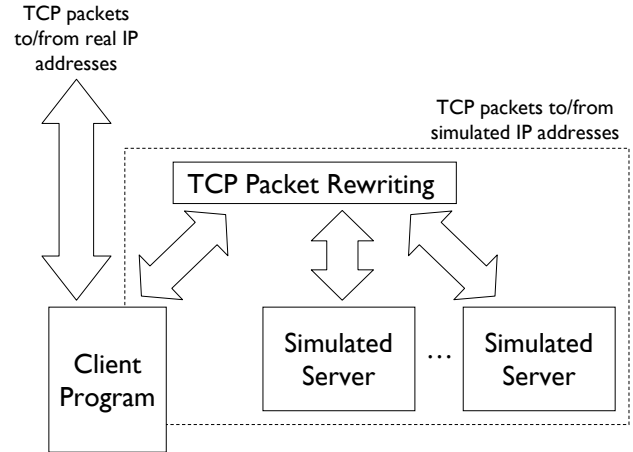 TCP packets
to/from real IP
addresses
TCP packets to/from
simulated IP addresses
TCP Packet Rewriting
Client
Program
Simulated
Server
...
Simulated
Server